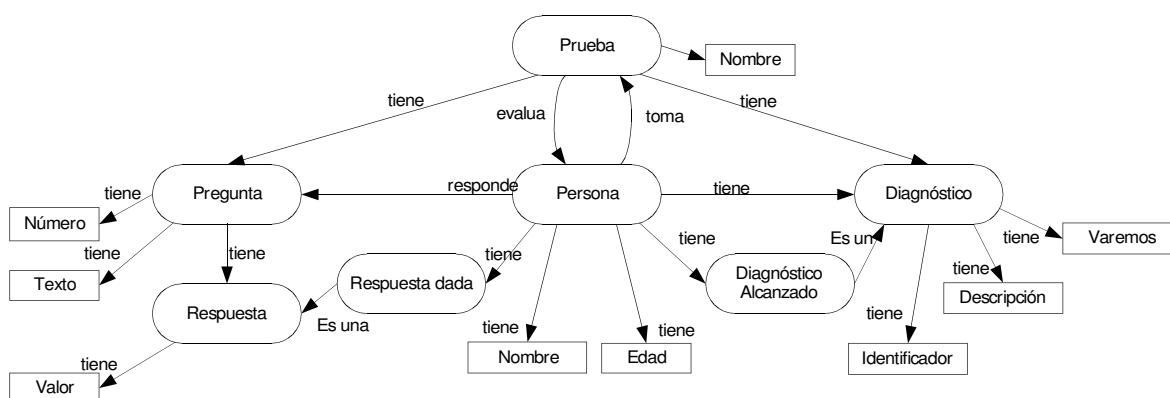 Prueba
Nombre
tiene
evalua
toma
tiene
Pregunta
responde
Persona
tiene
Diagnóstico
tiene
Número
tiene
Texto
tiene
Respuesta
Es una
Respuesta dada
tiene
tiene
Diagnóstico
Alcanzado
Es un
tiene
Varemos
tiene
Descripción
tiene
Identificador
tiene
Nombre
tiene
Edad
tiene
Valor